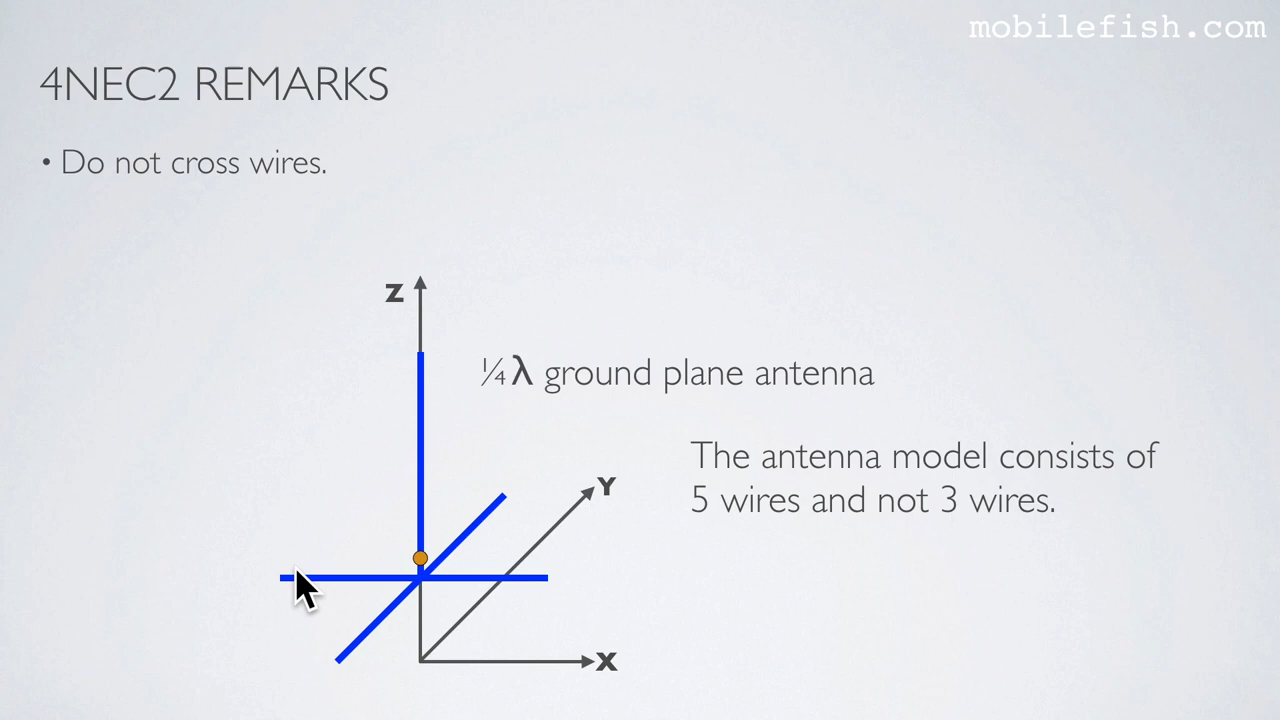 mobilefish.com
4NEC2 REMARKS
• Do not cross wires.
Z
¼ λ ground plane antenna
The antenna model consists of
5 wires and not 3 wires.
Y
X